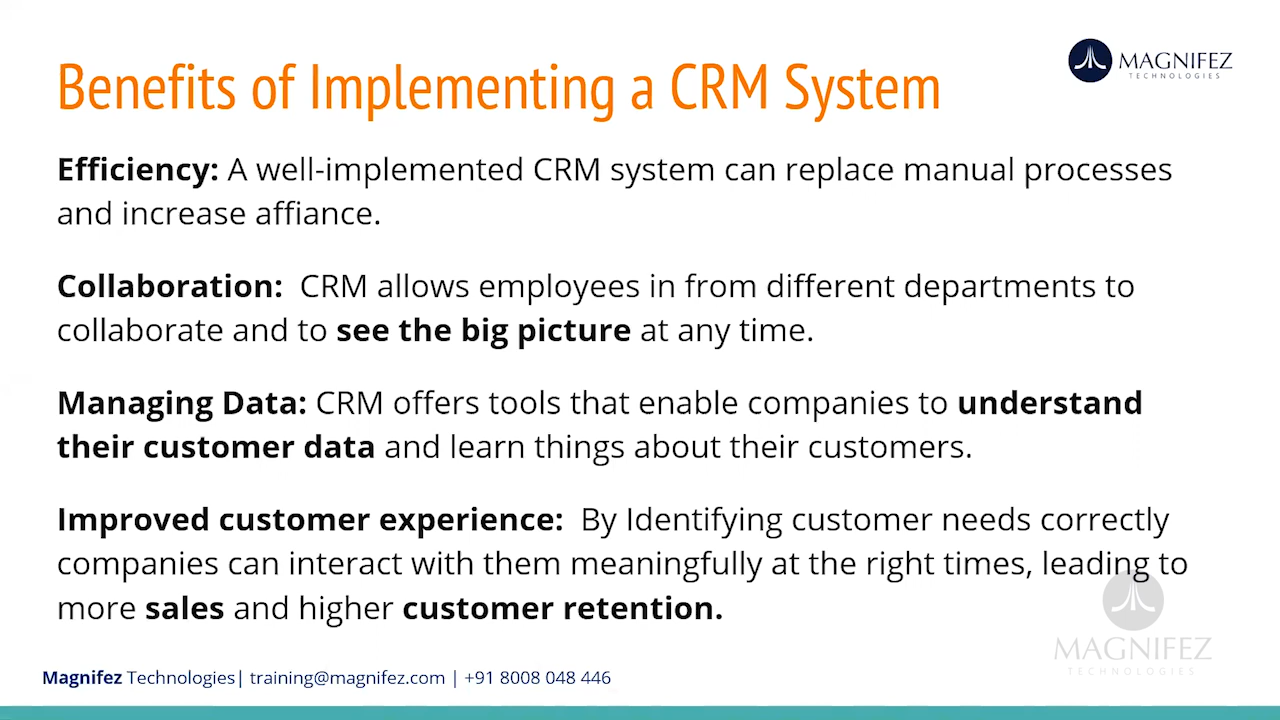 Benefits of Implementing a CRM System
MAGNIFEZ
TECHNOLOGIES
Efficiency: A well-implemented CRM system can replace manual processes
and increase affiance.
Collaboration: CRM allows employees in from different departments to
collaborate and to see the big picture at any time.
Managing Data: CRM offers tools that enable companies to understand
their customer data and learn things about their customers.
Improved customer experience: By Identifying customer needs correctly
companies can interact with them meaningfully at the right times, leading to
more sales and higher customer retention.
MAGNIFEZ
TECHNOLOGIES
Magnifez Technologies| training@magnifez.com | +91 8008 048 446